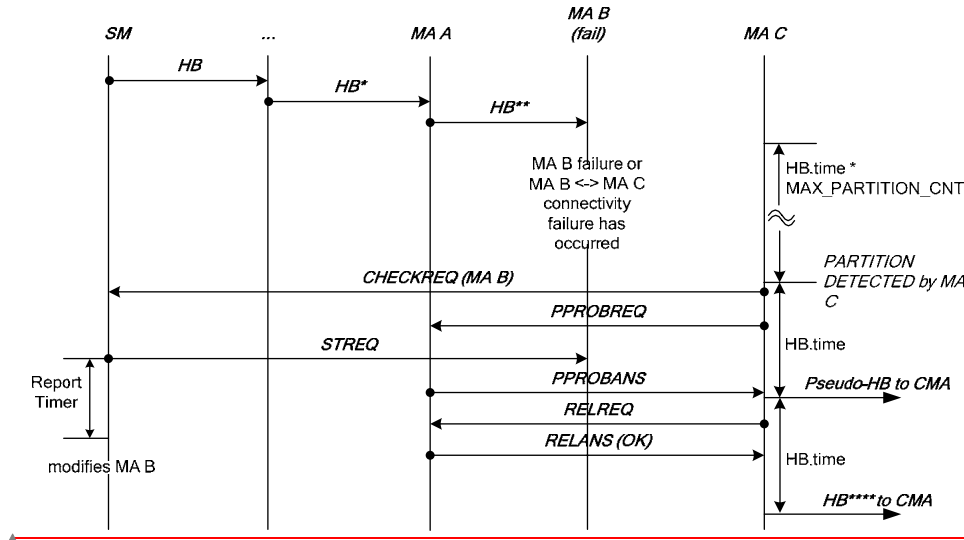 SM
...
MA A
MA B
(fail)
MA C
HB
HB*
HB**
MA B failure or
MA B <-> MA C
connectivity
failure has
occurred
HB.time *
MAX_PARTITION_CNT
PARTITION
DETECTED by MA
C
CHECKREQ (MA B)
PPROBREQ
HB.time
STREQ
Report
Timer
PPROBANS
Pseudo-HB to CMA
RELREQ
RELANS (OK)
HB.time
modifies MA B
HB**** to CMA